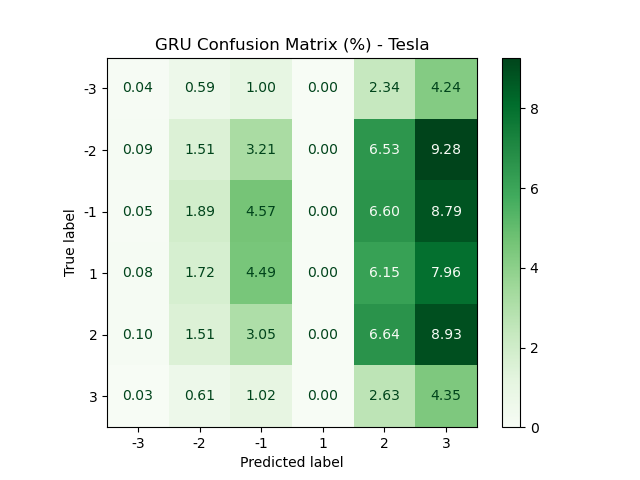 GRU Confusion Matrix (%) - Tesla
-3 0.04 0.59 1.00 0.00 2.34 4.24
-2 0.09 1.51 3.21 0.00 6.53 9.28
-1 0.05 1.89 4.57 0.00 6.60 8.79
1 0.08 1.72 4.49 0.00 6.15 7.96
2 0.10 1.51 3.05 0.00 6.64 8.93
3 0.03 0.61 1.02 0.00 2.63 4.35
-3 -2 -1 1 2 3
True label
Predicted label
8
6
4
2
0